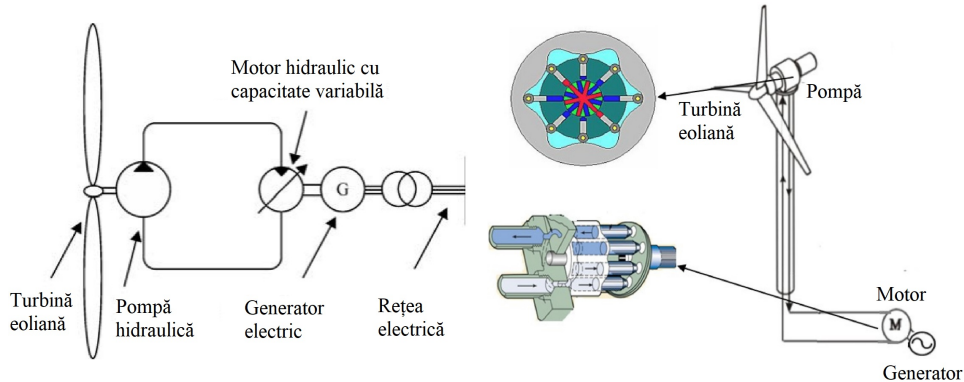 Motor hidraulic cu
capacitate variabilă
G
Turbină
eoliană
Pompă
hidraulică
Generator
electric
Rețea
electrică
Turbină
eoliană
Pompă
Motor
M
Generator